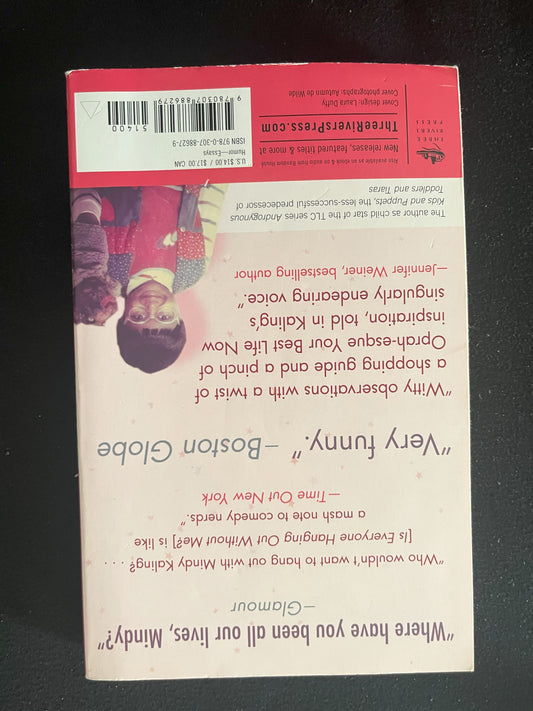 "Where have you been all our lives, Mindy?"
—Glamour
"Who wouldn't want to hang out with Mindy Kaling? . . .
[Is Everyone Hanging Out Without Me?] is like
a mash note to comedy nerds."
—Time Out New York
"Very funny." —Boston Globe
"Witty observations with a twist of
a shopping guide, and a pinch of
Oprah-esque Your Best Life Now
inspiration, told in Kaling's
singularly endearing voice."
—Jennifer Weiner, bestselling author
The author as child star of the TLC series Androgynous
Kids and Puppets, the less-successful predecessor of
Toddlers and Tiaras
Also available as an ebook & on audio from Random House
New releases, featured titles & more at
ThreeRiversPress.com
Cover design: Laura Duffy
Cover photographs: Autumn de Wilde
THREE
RIVERS
PRESS
U.S. $14.00 / $17.00 CAN
Humor—Essays
ISBN 978-0-307-88627-9
51400
9 780307 886279